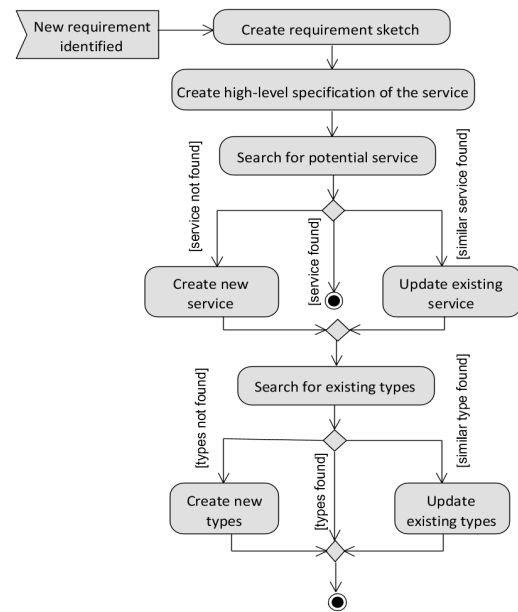 New requirement
identified
Create requirement sketch
Create high-level specification of the service
Search for potential service
[service not found]
[service found]
[similar service found]
Create new
service
Update existing
service
Search for existing types
[types not found]
[types found]
[similar type found]
Create new
types
Update
existing types